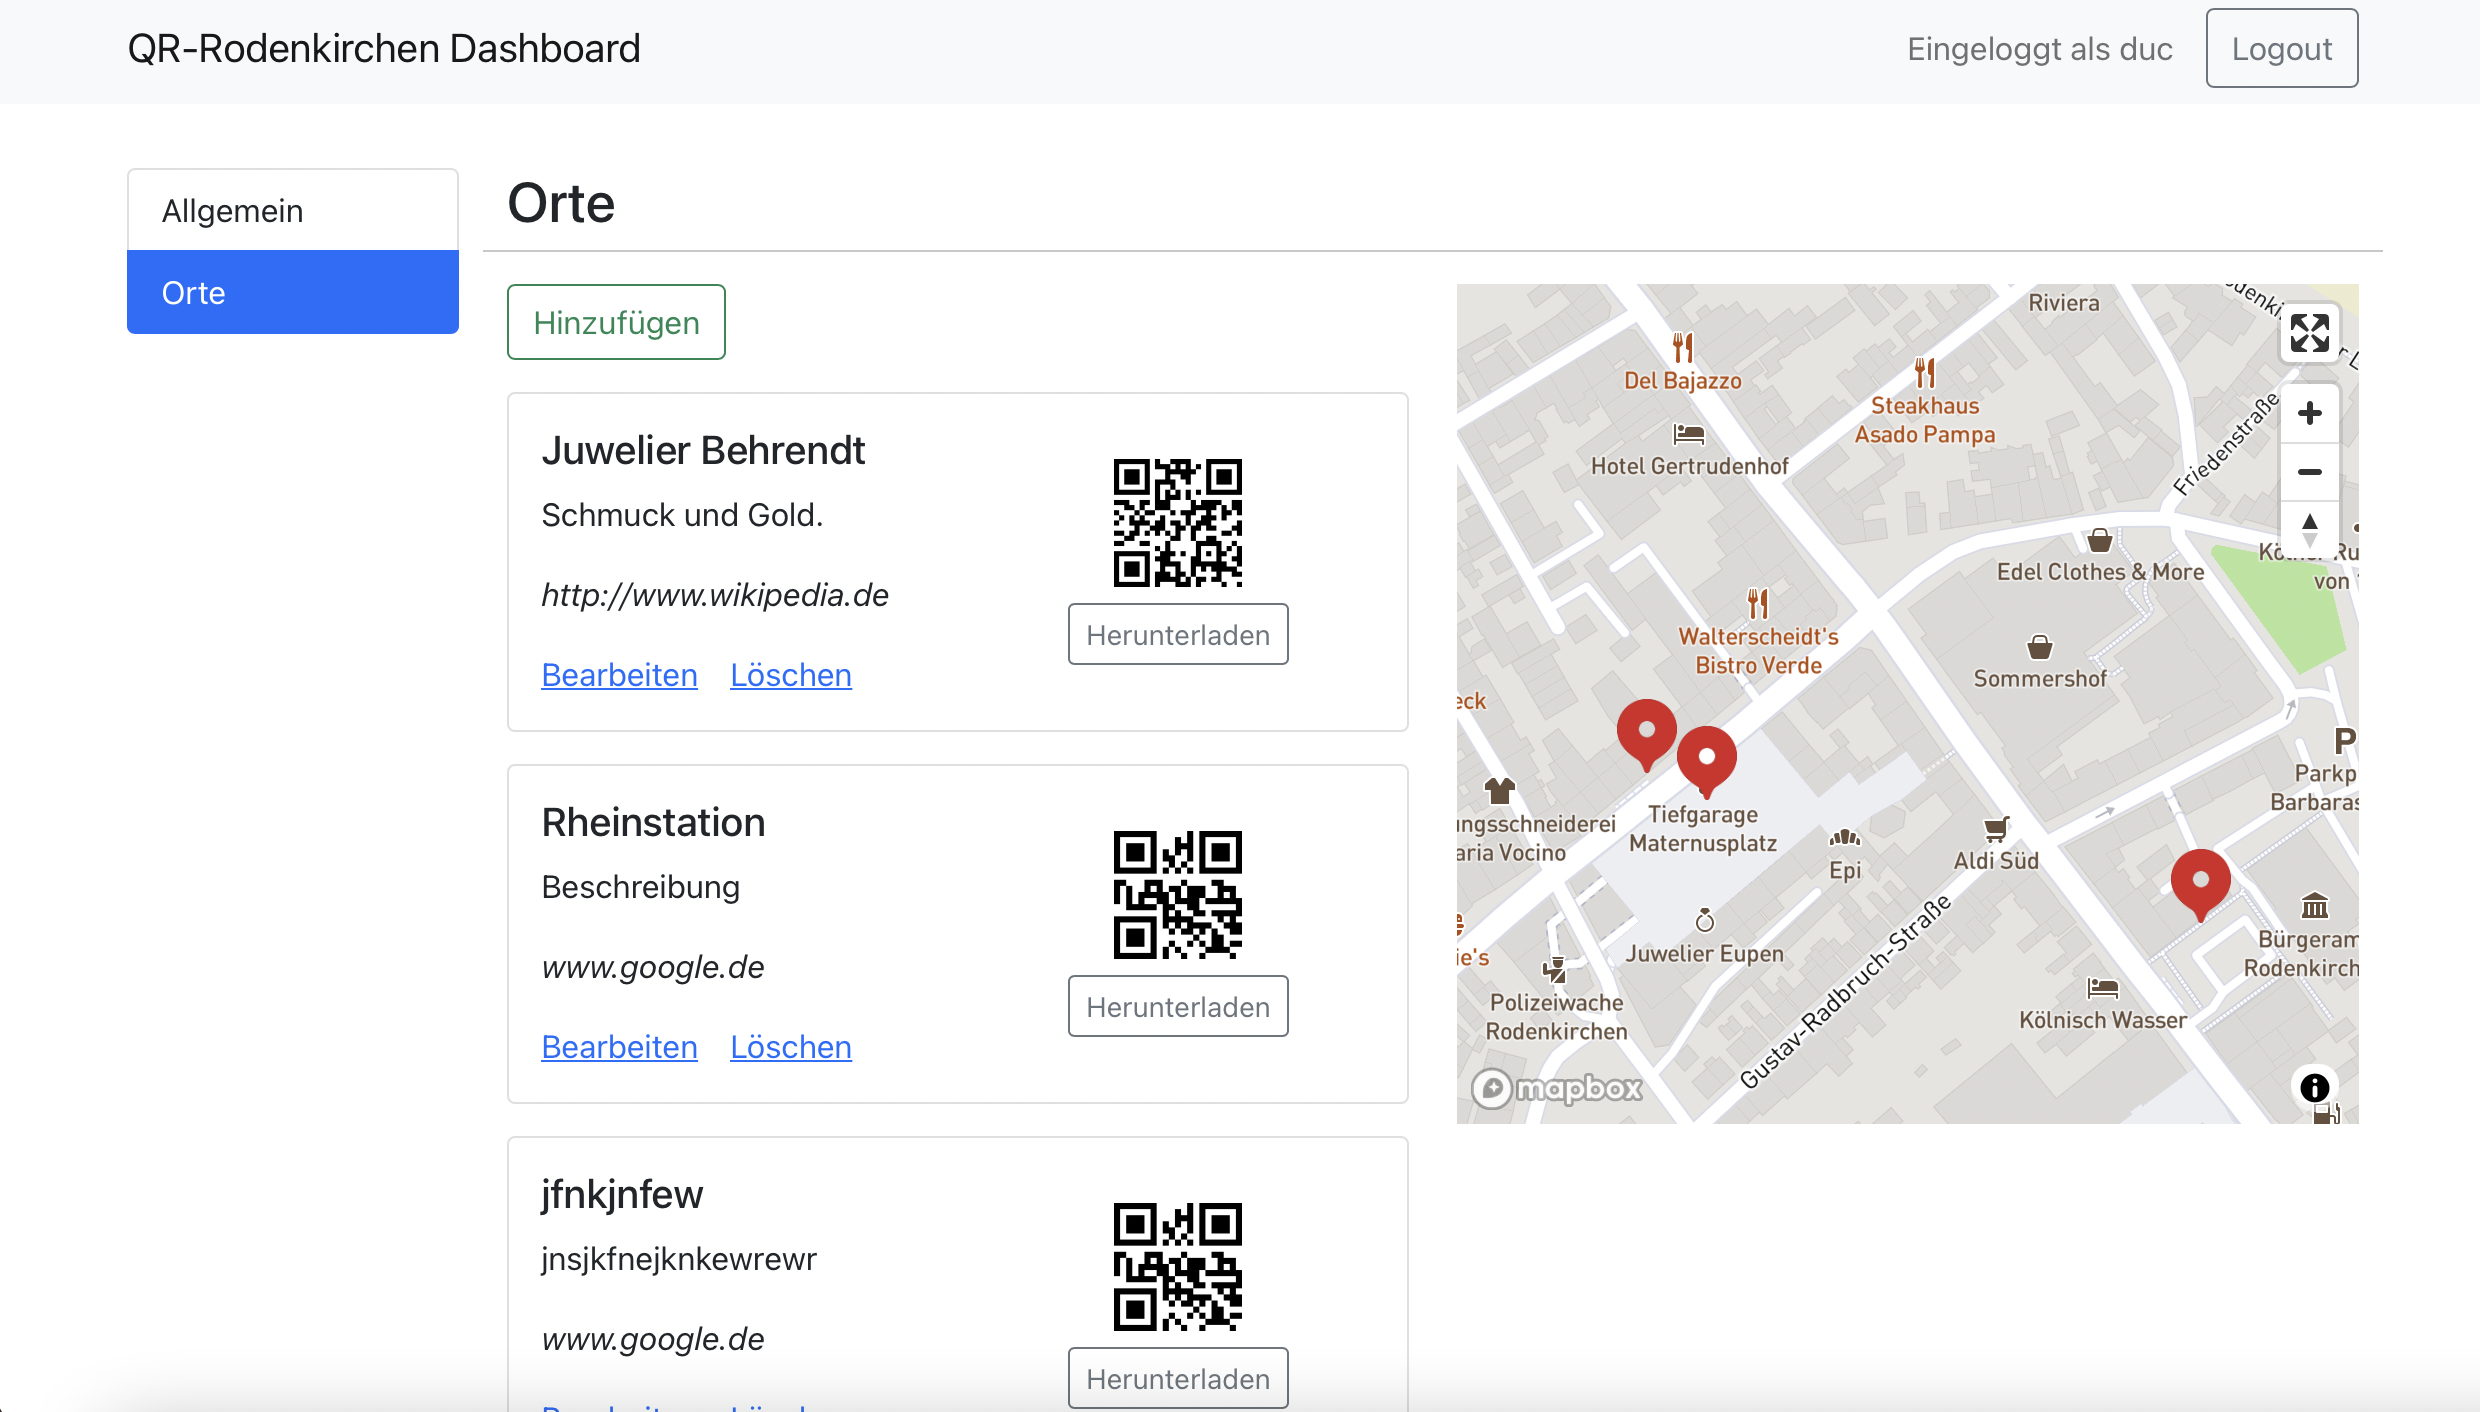 QR-Rodenkirchen Dashboard
Eingeloggt als duc
Logout
Allgemein
Orte
Orte
Hinzufügen
Juwelier Behrendt
Schmuck und Gold.
http://www.wikipedia.de
Bearbeiten Löschen
Herunterladen
Rheinstation
Beschreibung
www.google.de
Bearbeiten Löschen
Herunterladen
jfnkjnfew
jnsjkfnejknkewrewr
www.google.de
Herunterladen
Riviera
Del Bajazzo
Steakhaus
Asado Pampa
Hotel Gertrudenhof
Friedenstraße
Edel Clothes & More
von
Walterscheidt's
Bistro Verde
Sommershof
eck
P
Parkp
Barbaras
Tiefgarage
Maternusplatz
ngsschneiderei
aria Vocino
Epi
Aldi Süd
Juwelier Eupen
ie's
Gustav-Radbruch-Straße
Bürgeram
Rodenkirch
Polizeiwache
Rodenkirchen
Kölnisch Wasser
mapbox